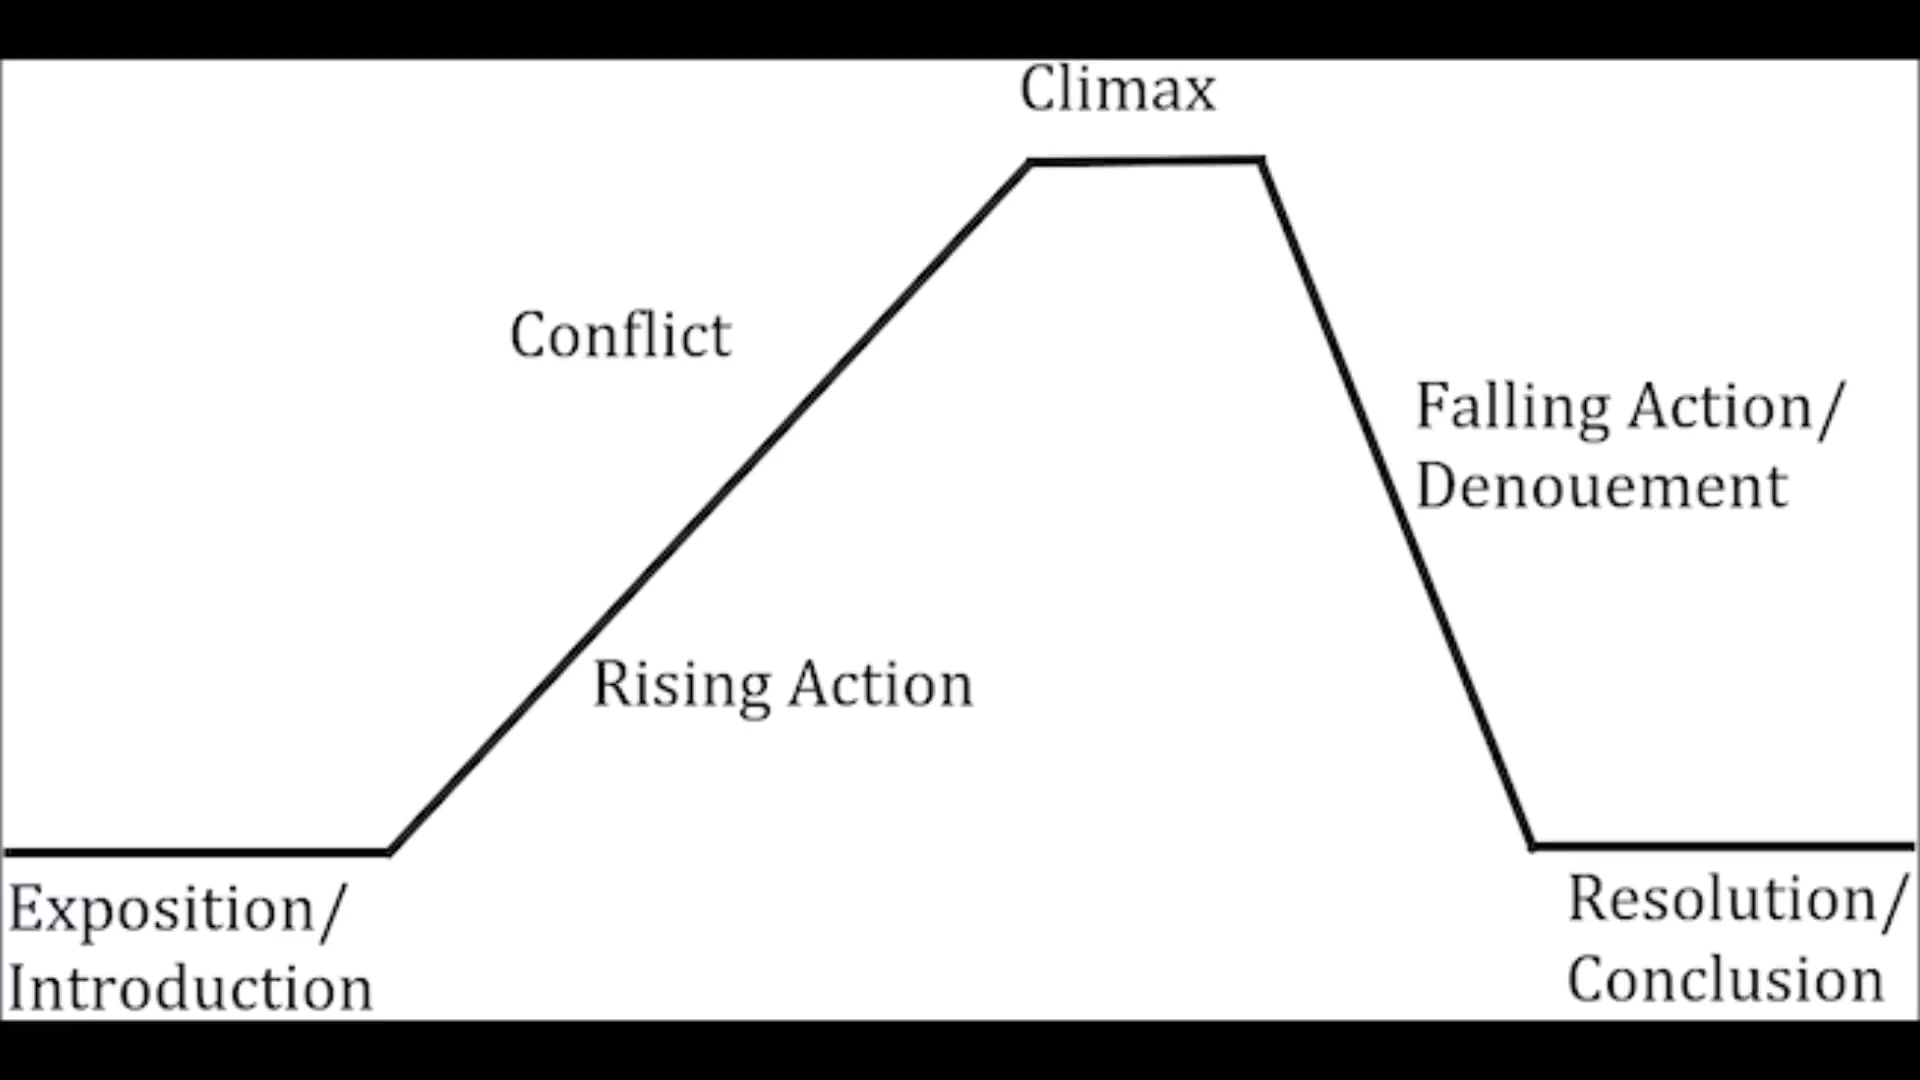 Climax
Conflict
Falling Action/
Denouement
Rising Action
Exposition/
Introduction
Resolution/
Conclusion